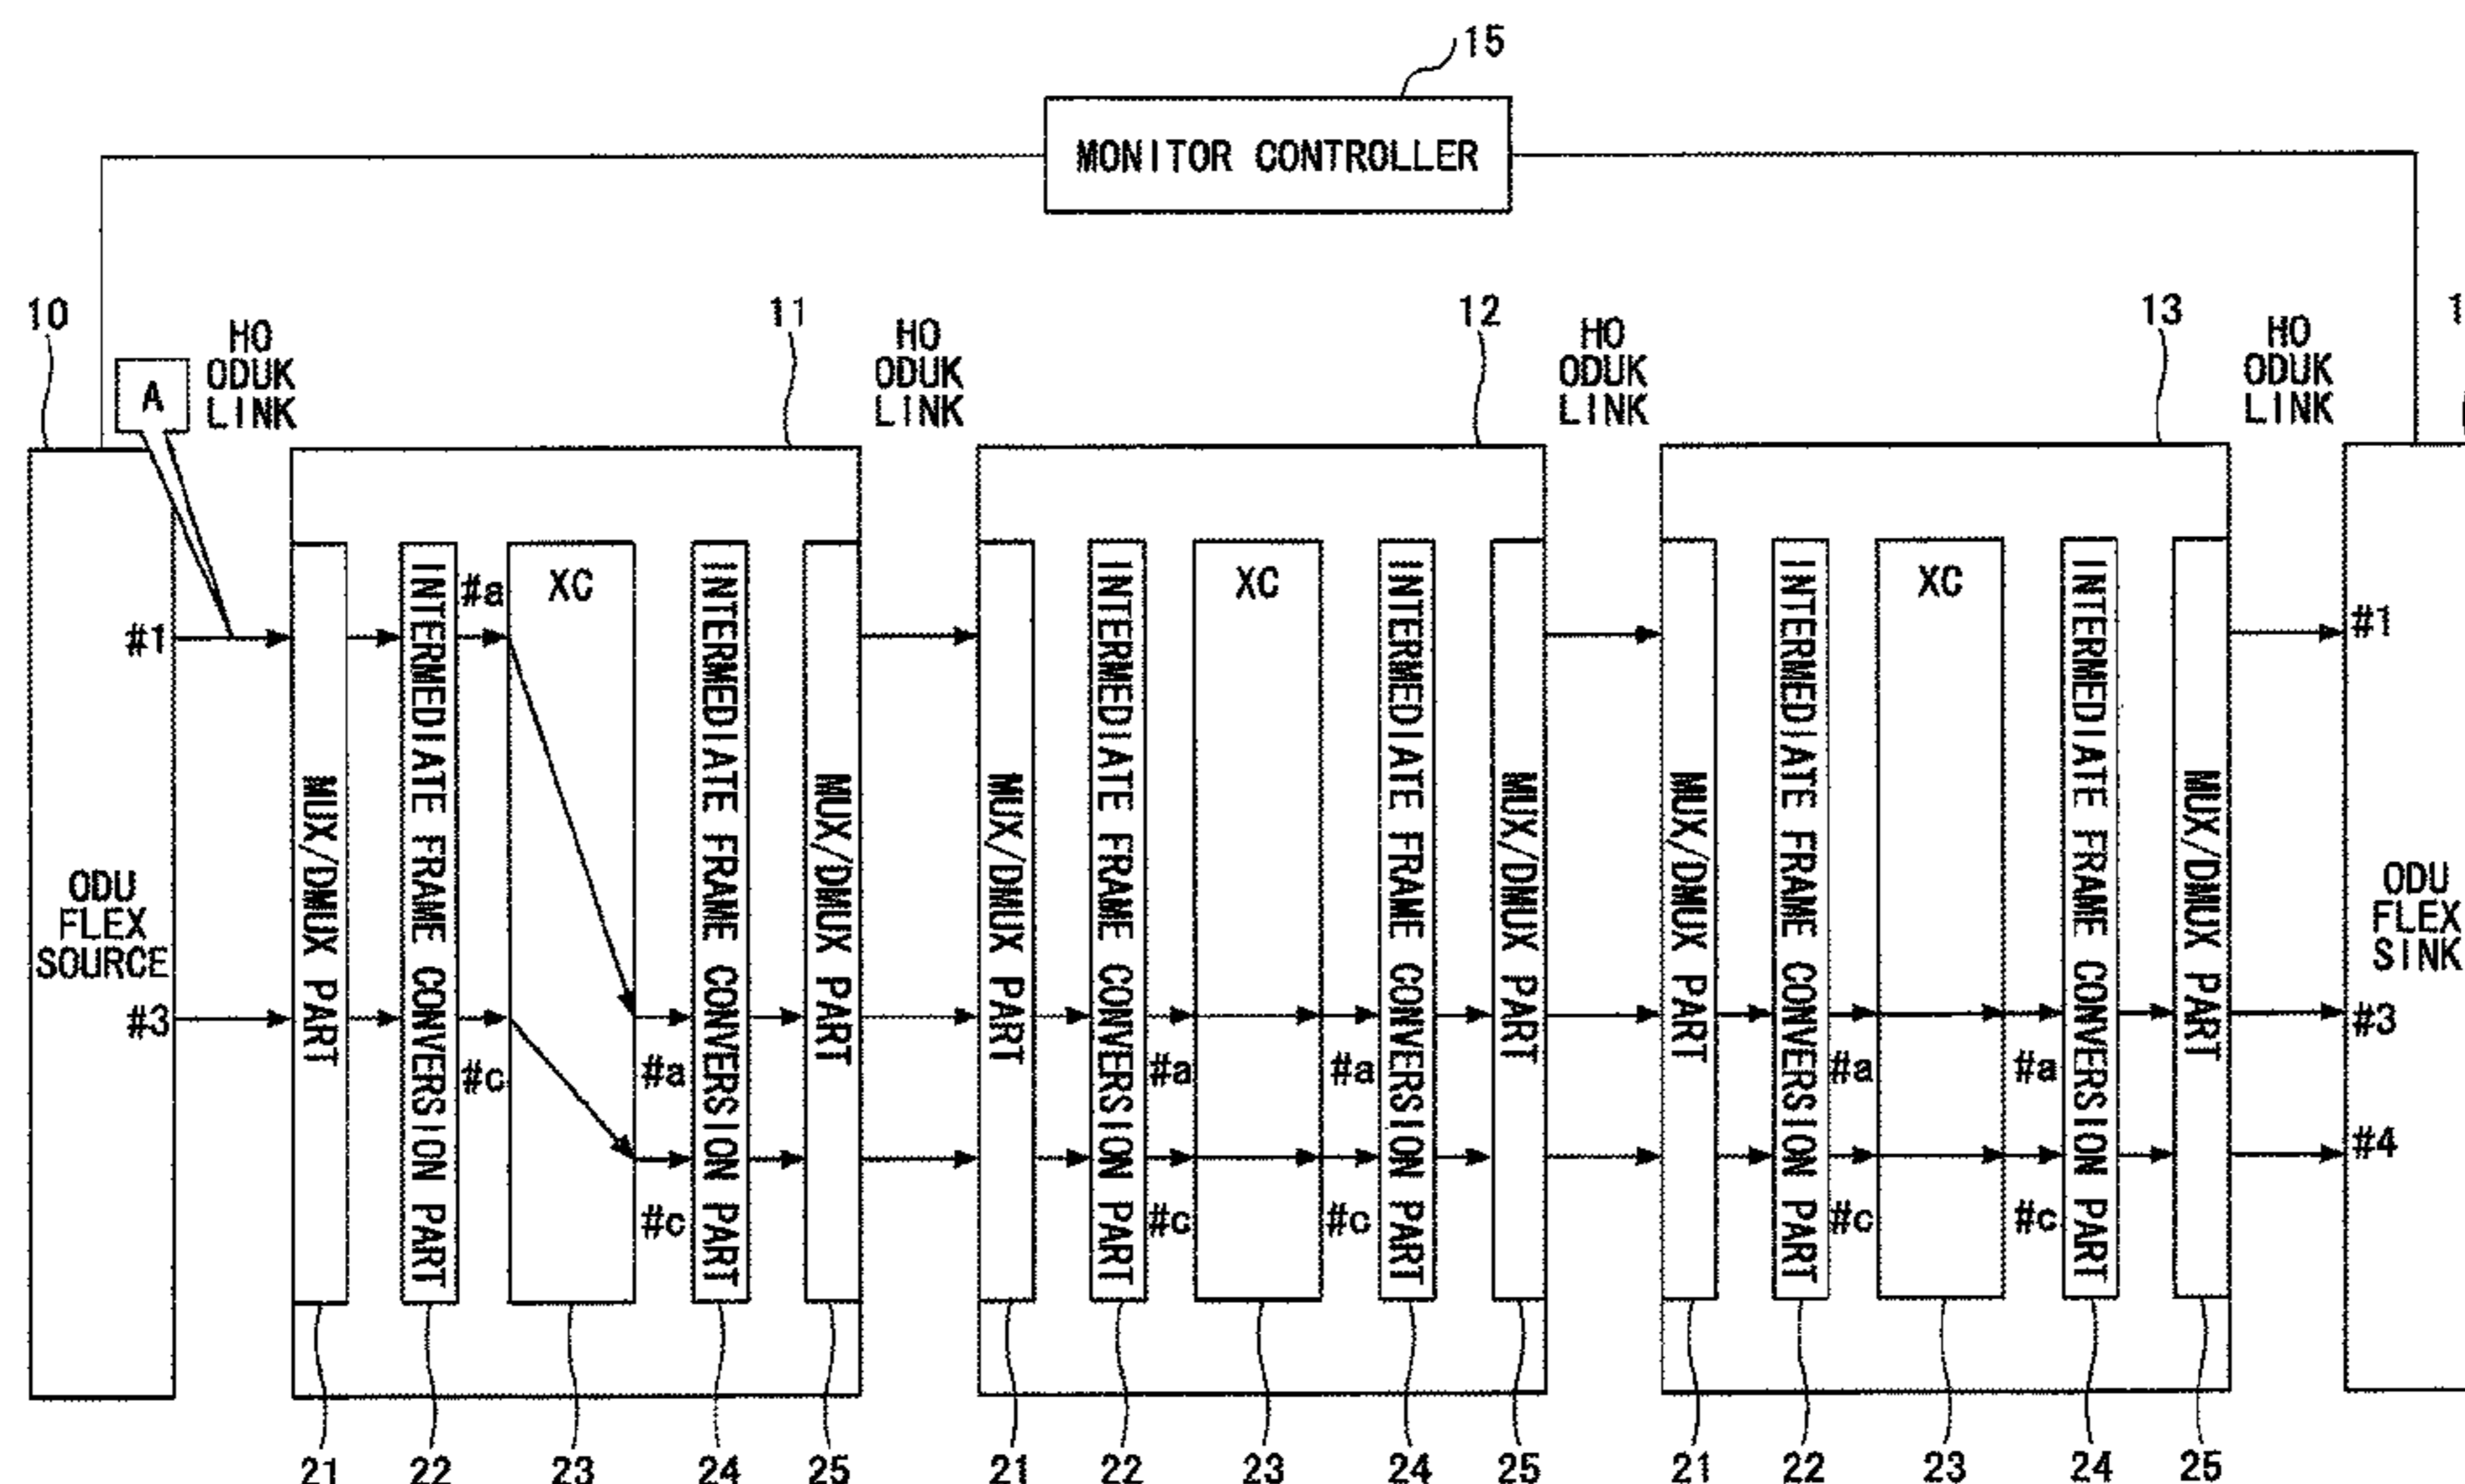 15
MONITOR CONTROLLER
10
11
12
13
A
HO
ODUK
LINK
HO
ODUK
LINK
HO
ODUK
LINK
HO
ODUK
LINK
ODU
FLEX
SOURCE
#1
#3
MUX/DMUX PART
INTERMEDIATE FRAME CONVERSION PART
#a
#c
XC
#a
#c
INTERMEDIATE FRAME CONVERSION PART
MUX/DMUX PART
MUX/DMUX PART
INTERMEDIATE FRAME CONVERSION PART
#a
#c
XC
#a
#c
INTERMEDIATE FRAME CONVERSION PART
MUX/DMUX PART
MUX/DMUX PART
INTERMEDIATE FRAME CONVERSION PART
#a
#c
XC
#a
#c
INTERMEDIATE FRAME CONVERSION PART
MUX/DMUX PART
#1
ODU
FLEX
SINK
#3
#4
21 22 23 24 25 21 22 23 24 25 21 22 23 24 25